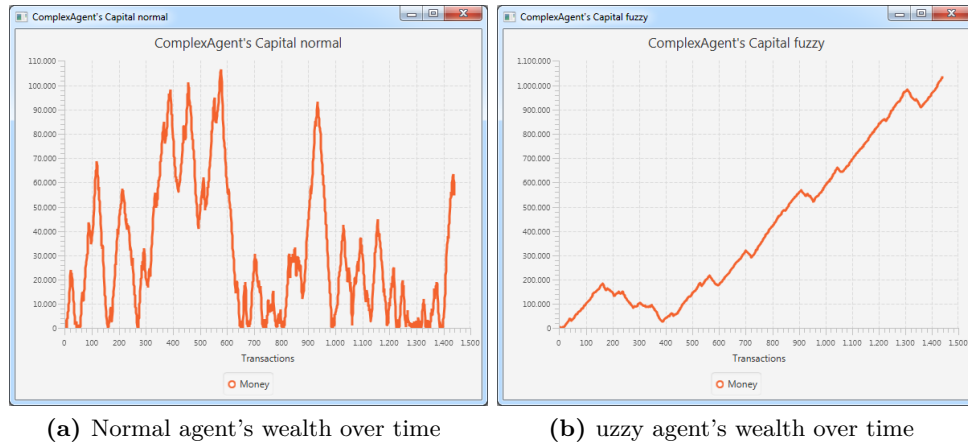 ComplexAgent's Capital normal
ComplexAgent's Capital normal
110.000
100.000
90.000
80.000
70.000
60.000
50.000
40.000
30.000
20.000
10.000
0
0 100 200 300 400 500 600 700 800 900 1.000 1.100 1.200 1.300 1.400 1.500
Transactions
Money
(a) Normal agent's wealth over time
ComplexAgent's Capital fuzzy
ComplexAgent's Capital fuzzy
1.100.000
1.000.000
900.000
800.000
700.000
600.000
500.000
400.000
300.000
200.000
100.000
0
0 100 200 300 400 500 600 700 800 900 1.000 1.100 1.200 1.300 1.400 1.500
Transactions
Money
(b) uzzy agent's wealth over time